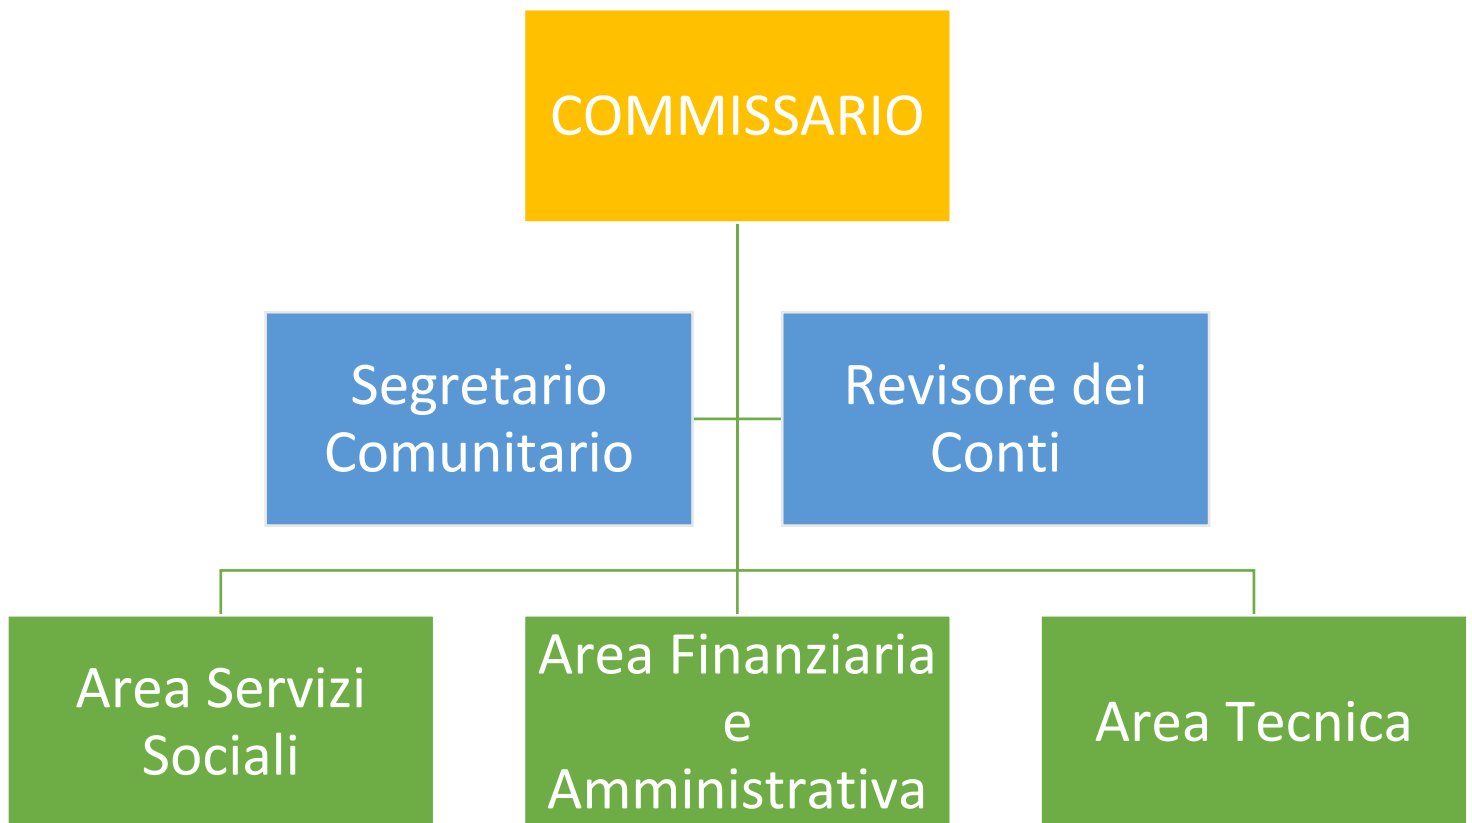 COMMISSARIO
Segretario
Comunitario
Revisore dei
Conti
Area Servizi
Sociali
Area Finanziaria
e
Amministrativa
Area Tecnica